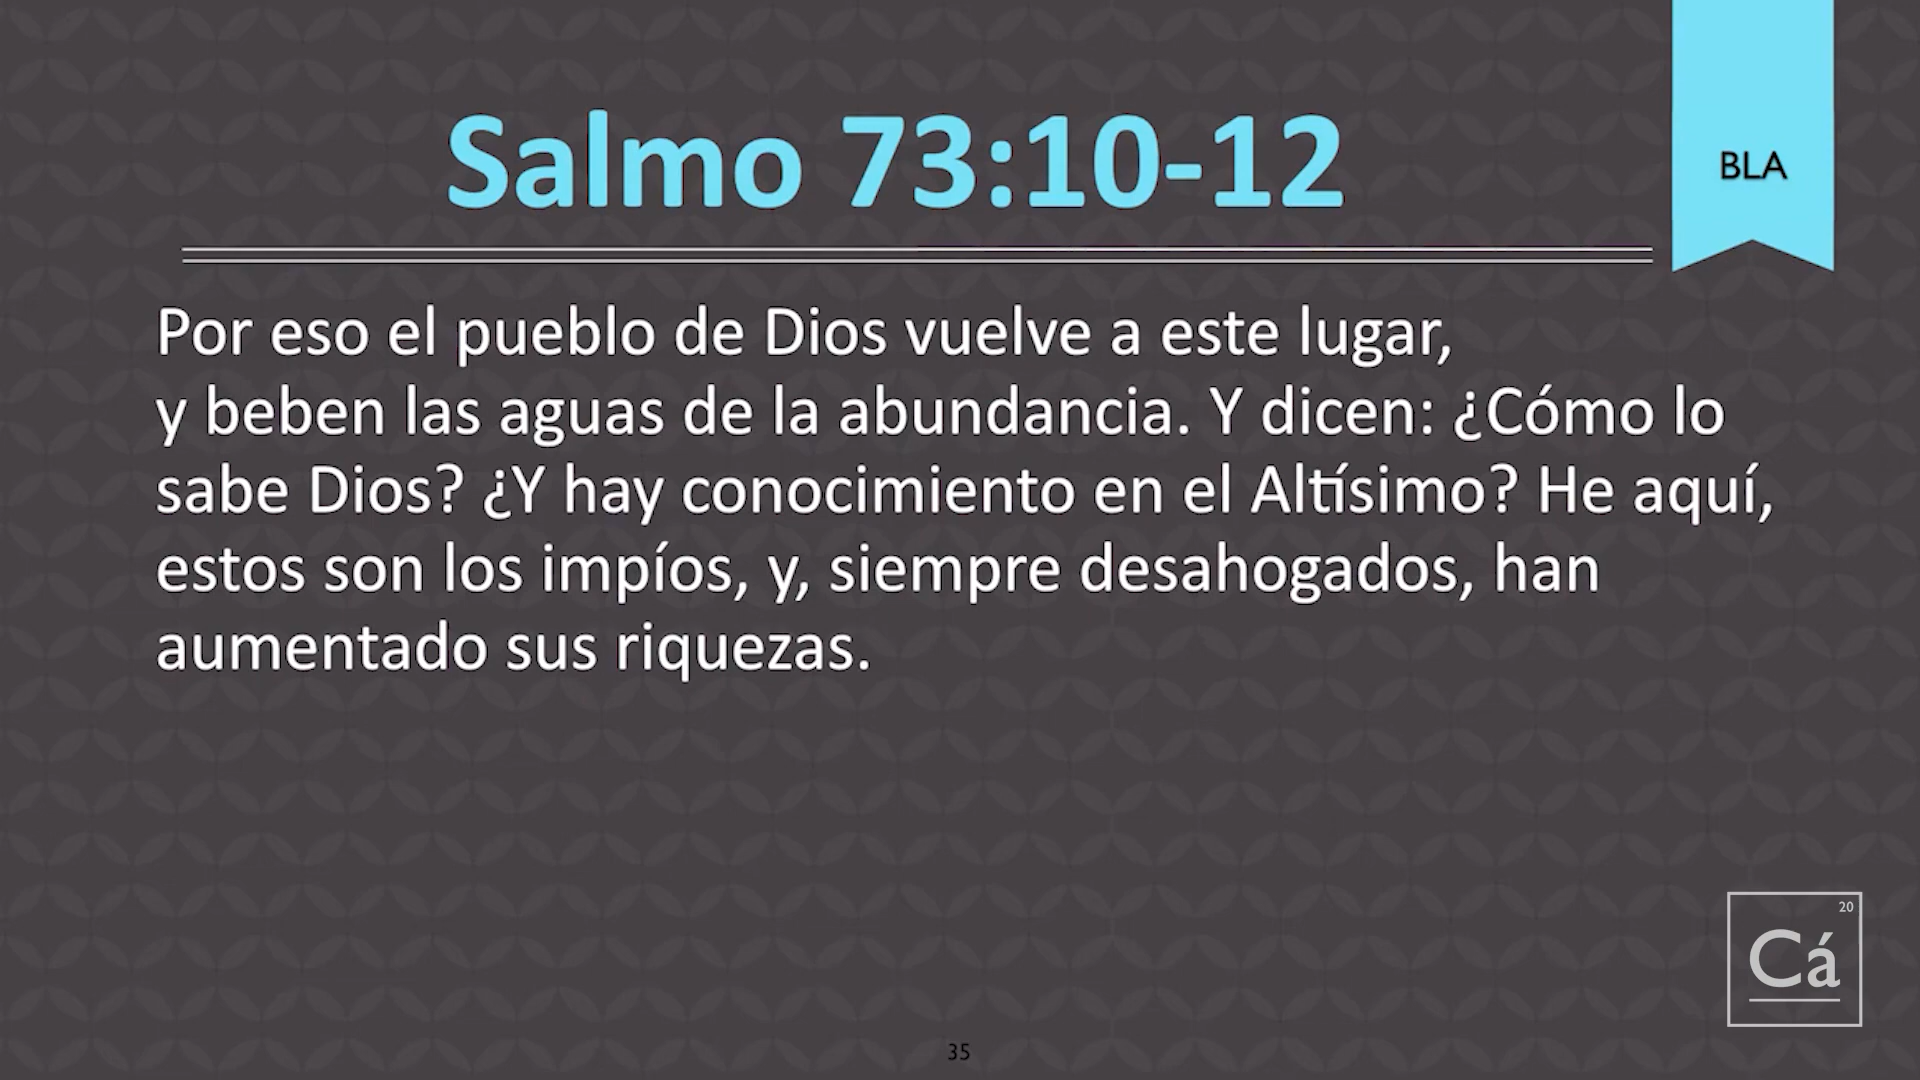 Salmo 73:10-12
BLA
Por eso el pueblo de Dios vuelve a este lugar,
y beben las aguas de la abundancia. Y dicen: ¿Cómo lo
sabe Dios? ¿Y hay conocimiento en el Altísimo? He aquí,
estos son los impíos, y, siempre desahogados, han
aumentado sus riquezas.
20
Cá
35